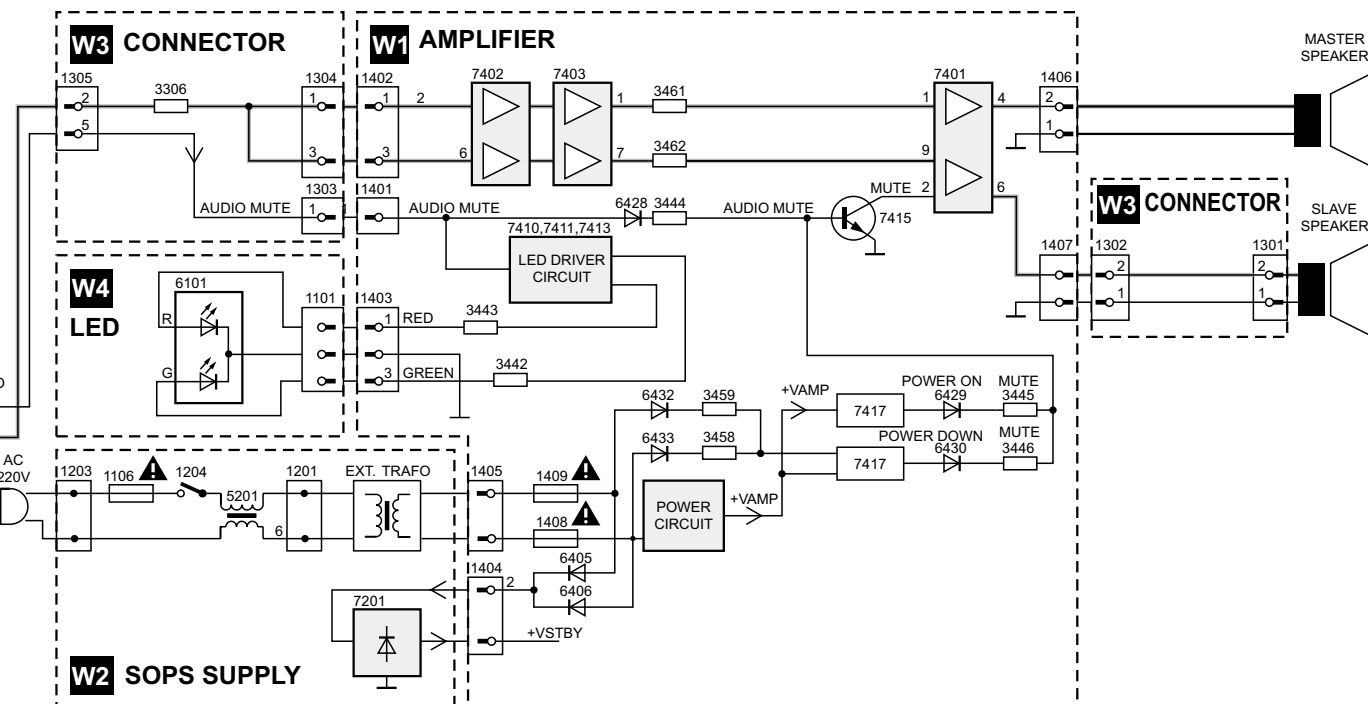 W3 CONNECTOR
1305
2
5
3306
1304
1
3
1303
AUDIO MUTE
1
1
W1 AMPLIFIER
1402
1
3
2
6
7402
7403
1
7
3461
3462
7401
1
9
4
6
1406
2
1
MASTER
SPEAKER
1401
AUDIO MUTE
6428
3444
AUDIO MUTE
MUTE
2
7415
7410,7411,7413
LED DRIVER
CIRCUIT
W3 CONNECTOR
SLAVE
SPEAKER
1407
1302
2
1
1301
2
1
W4
LED
6101
R
G
1101
1403
1
RED
3443
3
GREEN
3442
6432
3459
6433
3458
+VAMP
7417
POWER ON
6429
MUTE
3445
7417
POWER DOWN
6430
MUTE
3446
AC
220V
1203
1106
1204
5201
1201
6
EXT. TRAFO
1405
1409
1408
POWER
CIRCUIT
+VAMP
6405
6406
1404
2
+VSTBY
7201
W2 SOPS SUPPLY